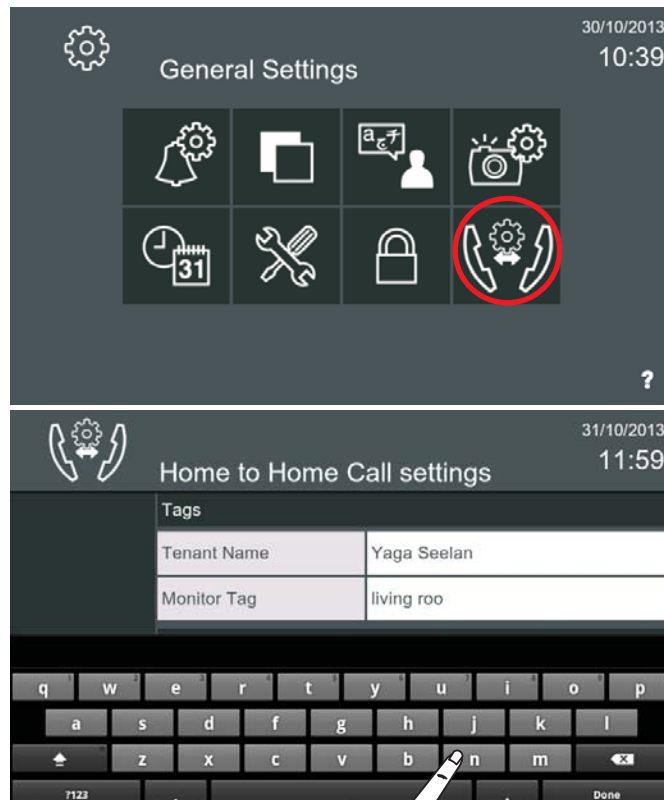 30/10/2013
General Settings
10:39
31
?
31/10/2013
Home to Home Call settings
11:59
Tags
Tenant Name Yaga Seelan
Monitor Tag living roo
q w e r t y u i o p
a s d f g h j k l
z x c v b n m
?123 Done